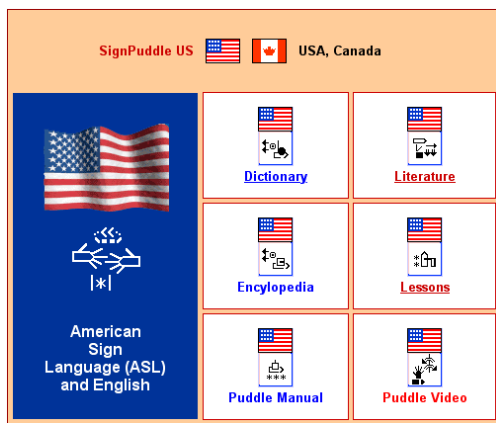 SignPuddle US USA, Canada
American
Sign
Language (ASL)
and English
Dictionary
Literature
Encylopedia
Lessons
Puddle Manual
Puddle Video